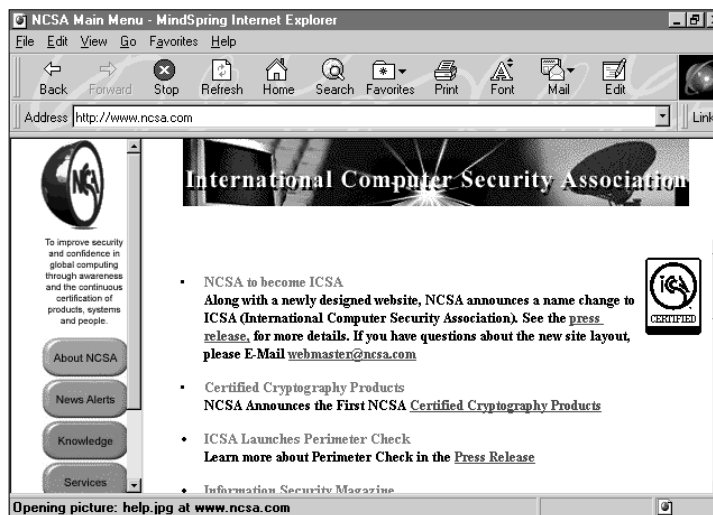 NCSA Main Menu - MindSpring Internet Explorer
File Edit View Go Favorites Help
Back Forward Stop Refresh Home Search Favorites Print Font Mail Edit
Address http://www.ncsa.com Link
NCSA
International Computer Security Association
To improve security
and confidence in
global computing
through awareness
and the continuous
certification of
products, systems
and people.
About NCSA
News Alerts
Knowledge
Services
• NCSA to become ICSA
Along with a newly designed website, NCSA announces a name change to
ICSA (International Computer Security Association). See the press
release, for more details. If you have questions about the new site layout,
please E-Mail webmaster@ncsa.com
ICSA
CERTIFIED
• Certified Cryptography Products
NCSA Announces the First NCSA Certified Cryptography Products
• ICSA Launches Perimeter Check
Learn more about Perimeter Check in the Press Release
• Information Security Magazine
Opening picture: help.jpg at www.ncsa.com